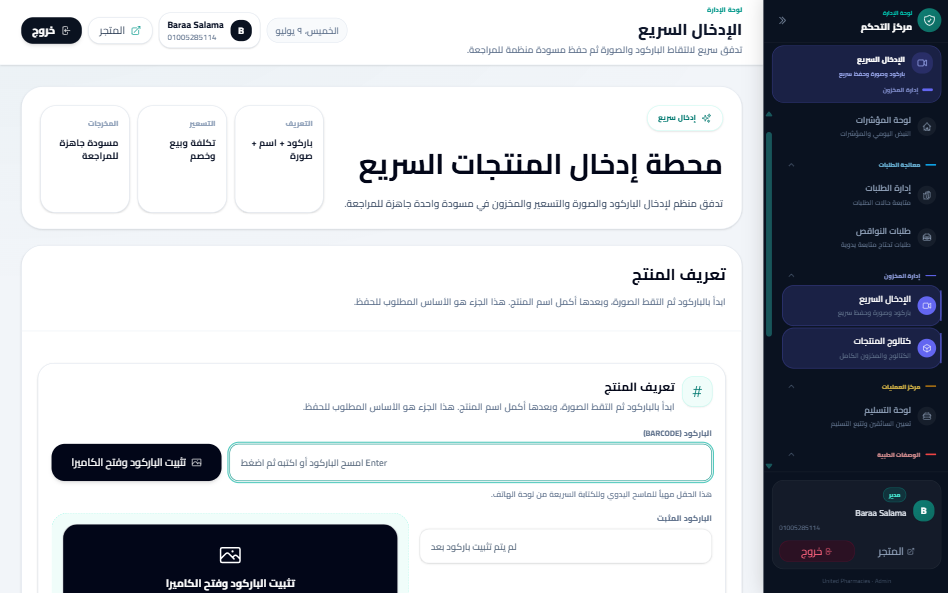 لوحة الإدارة
مركز التحكم
الإدخال السريع
باركود وصورة وحفظ سريع
إدارة المخزون
لوحة المؤشرات
النبض اليومي والمؤشرات
معالجة الطلبات
إدارة الطلبات
متابعة حالات الطلبات
طلبات النواقص
طلبات تحتاج متابعة يدوية
إدارة المخزون
الإدخال السريع
باركود وصورة وحفظ سريع
كتالوج المنتجات
الكتالوج والمخزون الكامل
مركز العمليات
لوحة التسليم
تعيين السائقين وتتبع التسليم
الوصفات الطبية
مدير
Baraa Salama
B
01005285114
المتجر
خروج
United Pharmacies · Admin
لوحة الإدارة
الإدخال السريع
تدفق سريع لالتقاط الباركود والصورة ثم حفظ مسودة منظمة للمراجعة.
الخميس، ٩ يوليو
B
Baraa Salama
01005285114
المتجر
خروج
إدخال سريع
محطة إدخال المنتجات السريع
تدفق منظم لإدخال الباركود والصورة والتسعير والمخزون في مسودة واحدة جاهزة للمراجعة.
التعريف
باركود + اسم +
صورة
التسعير
تكلفة وبيع
وخصم
المخرجات
مسودة جاهزة
للمراجعة
تعريف المنتج
ابدأ بالباركود ثم التقط الصورة، وبعدها أكمل اسم المنتج. هذا الجزء هو الأساس المطلوب للحفظ.
#
تعريف المنتج
ابدأ بالباركود ثم التقط الصورة، وبعدها أكمل اسم المنتج. هذا الجزء هو الأساس المطلوب للحفظ.
الباركود (BARCODE)
امسح الباركود أو اكتبه ثم اضغط Enter
تثبيت الباركود وفتح الكاميرا
هذا الحقل مهيأ للماسح اليدوي وللكتابة السريعة من لوحة الهاتف.
الباركود المثبت
لم يتم تثبيت باركود بعد
تثبيت الباركود وفتح الكاميرا